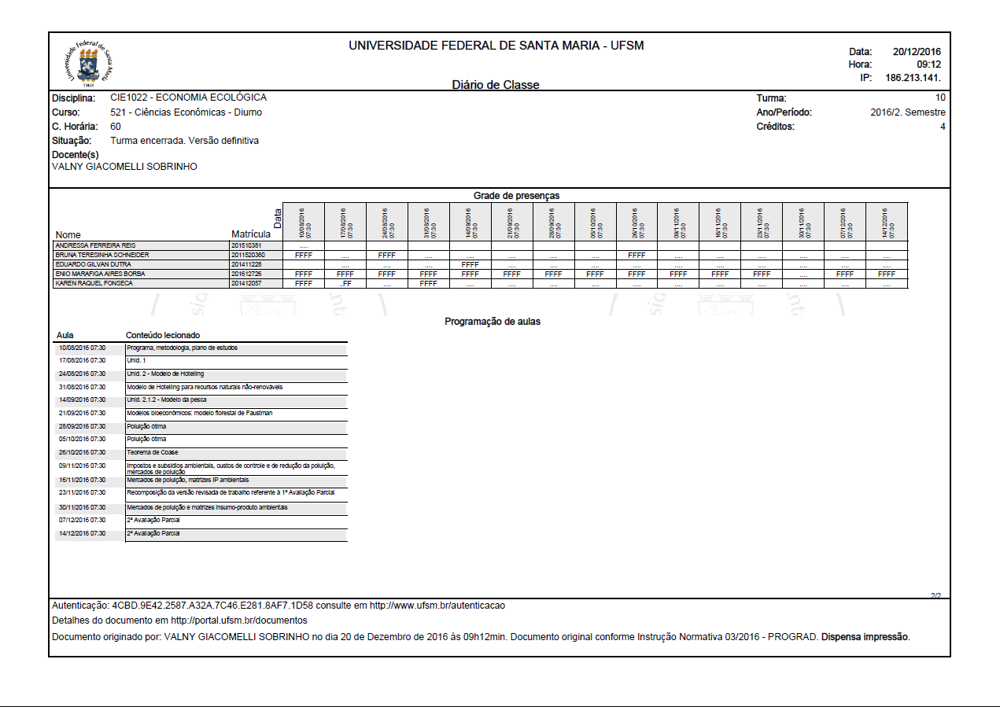 Universidade Federal de Santa Maria
1960
UNIVERSIDADE FEDERAL DE SANTA MARIA - UFSM
Diário de Classe
Data: 20/12/2016
Hora: 09:12
IP: 186.213.141.
Disciplina: CIE1022 - ECONOMIA ECOLÓGICA Turma: 10
Curso: 521 - Ciências Econômicas - Diurno Ano/Período: 2016/2. Semestre
C. Horária: 60 Créditos: 4
Situação: Turma encerrada. Versão definitiva
Docente(s)
VALNY GIACOMELLI SOBRINHO
Grade de presenças
Nome Matrícula Data 10/08/2016 07:30 17/08/2016 07:30 24/08/2016 07:30 31/08/2016 07:30 14/09/2016 07:30 21/09/2016 07:30 28/09/2016 07:30 05/10/2016 07:30 26/10/2016 07:30 09/11/2016 07:30 16/11/2016 07:30 23/11/2016 07:30 30/11/2016 07:30 07/12/2016 07:30 14/12/2016 07:30
ANDRESSA FERREIRA REIS 201510381 ....
BRUNA TERESINHA SCHNEIDER 2011520380 FFFF .... FFFF .... .... .... .... .... FFFF .... .... .... .... .... ....
EDUARDO GILVAN DUTRA 201411228 .... .... .... FFFF .... .... .... .... .... .... .... .... .... ....
ENIO MARAFIGA AIRES BORBA 201612726 FFFF FFFF FFFF FFFF FFFF FFFF FFFF FFFF FFFF FFFF FFFF FFFF .... FFFF FFFF
KAREN RAQUEL FONSECA 201412057 FFFF ..FF .... FFFF .... .... .... .... .... .... .... .... .... .... ....
Programação de aulas
Aula Conteúdo lecionado
10/08/2016 07:30 Programa, metodologia, plano de estudos
17/08/2016 07:30 Unid. 1
24/08/2016 07:30 Unid. 2 - Modelo de Hotelling
31/08/2016 07:30 Modelo de Hotelling para recursos naturais não-renováveis
14/09/2016 07:30 Unid. 2.1.2 - Modelo da pesca
21/09/2016 07:30 Modelos bioeconômicos: modelo florestal de Faustman
28/09/2016 07:30 Poluição ótima
05/10/2016 07:30 Poluição ótima
26/10/2016 07:30 Teorema de Coase
09/11/2016 07:30 Impostos e subsídios ambientais, custos de controle e de redução da poluição,
mercados de poluição
16/11/2016 07:30 Mercados de poluição, matrizes IP ambientais
23/11/2016 07:30 Recomposição da versão revisada de trabalho referente à 1ª Avaliação Parcial
30/11/2016 07:30 Mercados de poluição e matrizes insumo-produto ambientais
07/12/2016 07:30 2ª Avaliação Parcial
14/12/2016 07:30 2ª Avaliação Parcial
2/2
Autenticação: 4CBD.9E42.2587.A32A.7C46.E281.8AF7.1D58 consulte em http://www.ufsm.br/autenticacao
Detalhes do documento em http://portal.ufsm.br/documentos
Documento originado por: VALNY GIACOMELLI SOBRINHO no dia 20 de Dezembro de 2016 às 09h12min. Documento original conforme Instrução Normativa 03/2016 - PROGRAD. Dispensa impressão.